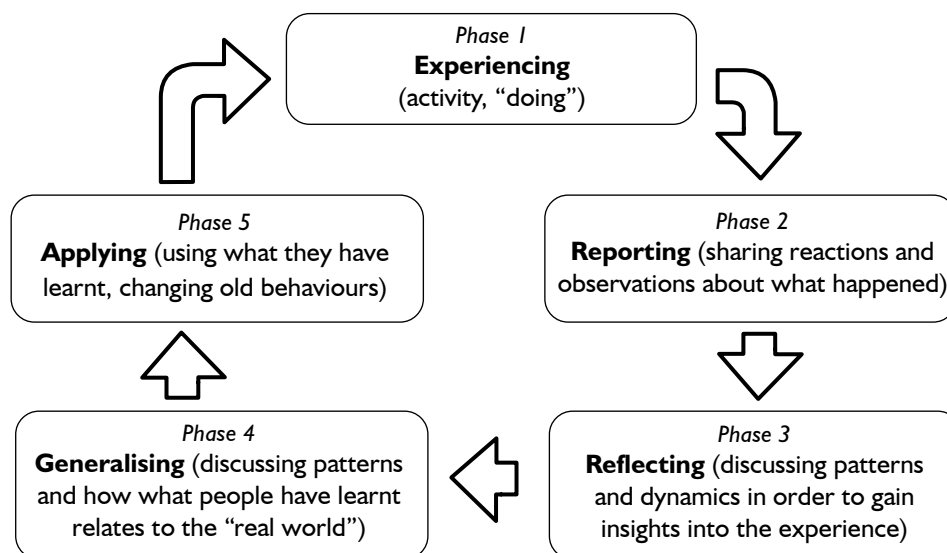 Phase 1
Experiencing
(activity, “doing”)
Phase 2
Reporting (sharing reactions and
observations about what happened)
Phase 3
Reflecting (discussing patterns
and dynamics in order to gain
insights into the experience)
Phase 4
Generalising (discussing patterns
and how what people have learnt
relates to the “real world”)
Phase 5
Applying (using what they have
learnt, changing old behaviours)